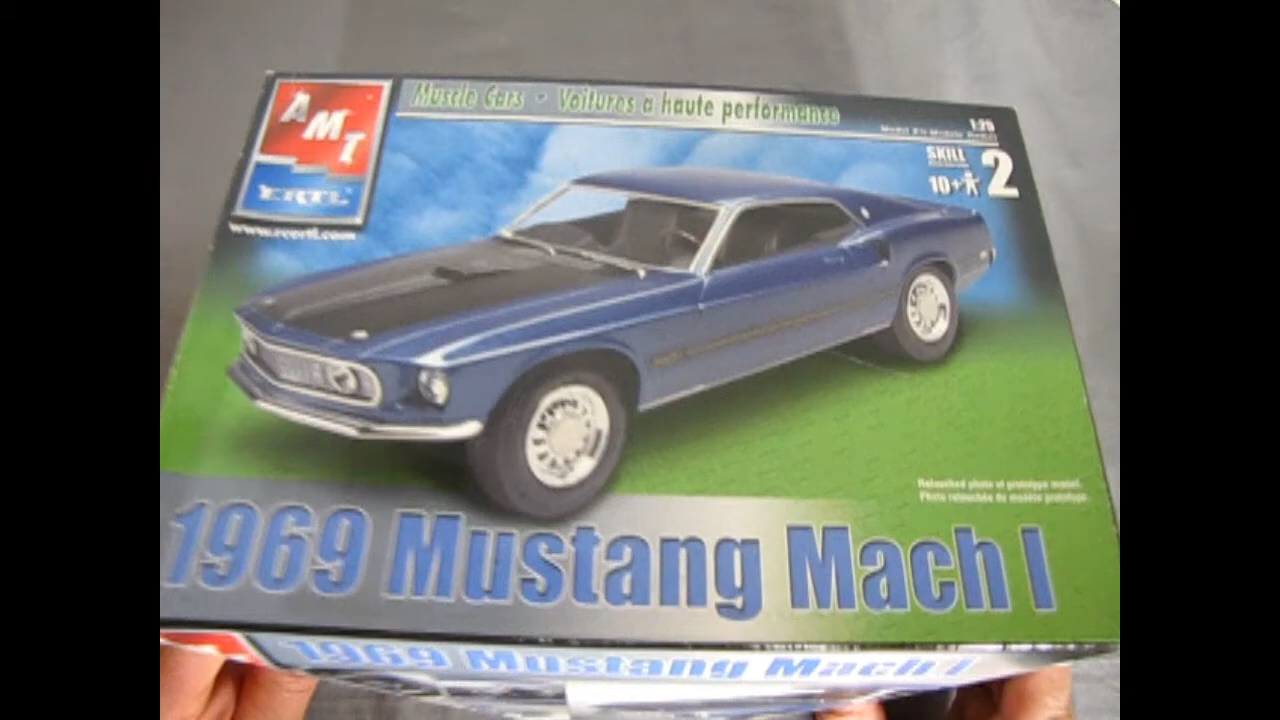 AMT
ERTL
www.rcertl.com
Muscle Cars • Voitures à haute performance
1:25
SKILL
2
10+
Retouched photo of prototype model.
Photo retouchée du modèle prototype.
1969 Mustang Mach I
1969 Mustang Mach I